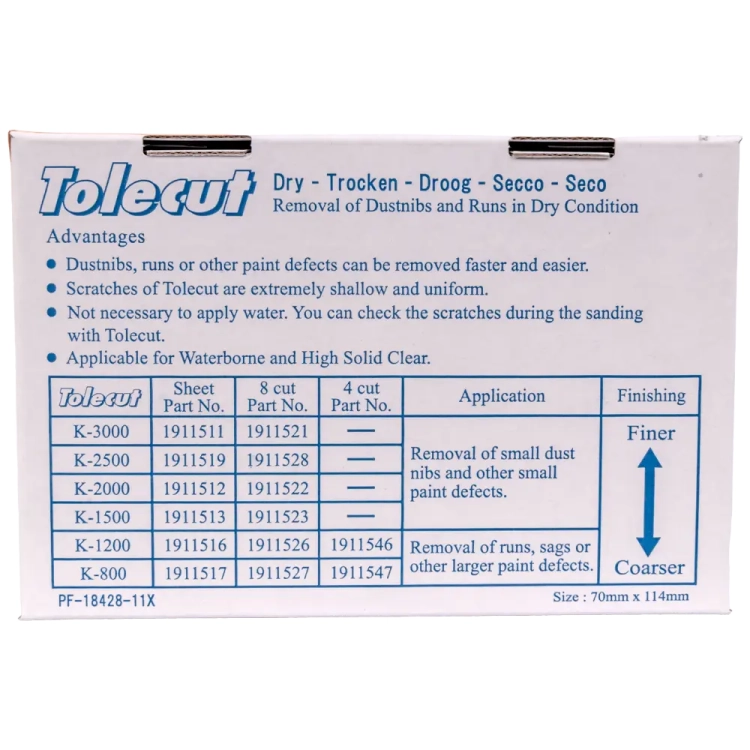 Tolecut Dry - Trocken - Droog - Secco - Seco
Removal of Dustnibs and Runs in Dry Condition
Advantages
• Dustnibs, runs or other paint defects can be removed faster and easier.
• Scratches of Tolecut are extremely shallow and uniform.
• Not necessary to apply water. You can check the scratches during the sanding
with Tolecut.
• Applicable for Waterborne and High Solid Clear.
Tolecut Sheet Part No. 8 cut Part No. 4 cut Part No. Application Finishing
K-3000 1911511 1911521 — Finer
K-2500 1911519 1911528 —
K-2000 1911512 1911522 —
K-1500 1911513 1911523 —
Removal of small dust
nibs and other small
paint defects.
K-1200 1911516 1911526 1911546
K-800 1911517 1911527 1911547
Removal of runs, sags or
other larger paint defects.
Coarser
PF-18428-11X Size : 70mm x 114mm